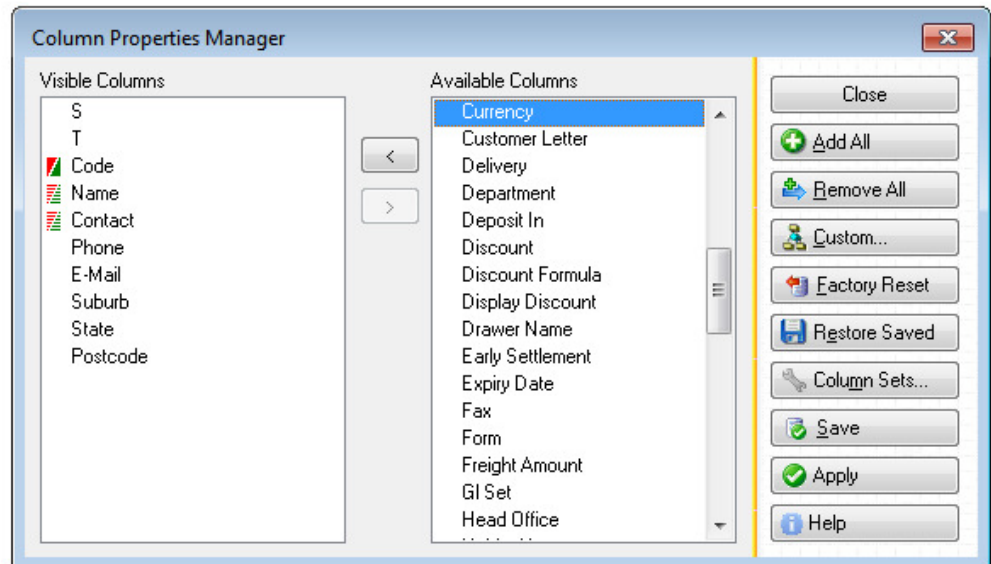 Column Properties Manager
Visible Columns
S
T
Code
Name
Contact
Phone
E-Mail
Suburb
State
Postcode
<
>
Available Columns
Currency
Customer Letter
Delivery
Department
Deposit In
Discount
Discount Formula
Display Discount
Drawer Name
Early Settlement
Expiry Date
Fax
Form
Freight Amount
Gl Set
Head Office
Close
Add All
Remove All
Custom...
Factory Reset
Restore Saved
Column Sets...
Save
Apply
Help